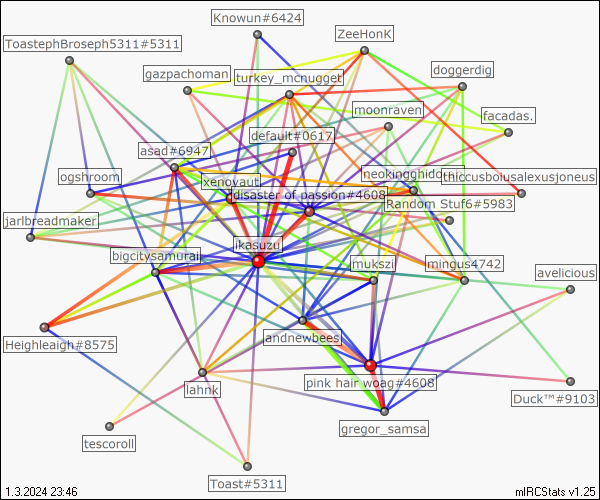 Knowun#6424
ZeeHonK
ToastephBroseph5311#5311
doggerdig
gazpachoman
turkey_mcnugget
moonraven
facadas.
default#0617
asad#6947
neokingghidora
thiccusbolusalexusjoneus
ogshroom
xenovaut
disaster of passion#4608
Random Stuf6#5983
jarlbreadmaker
ikasuzu
bigcitysamurai
mukszi
mingus4742
avelicious
Heighleaigh#8575
andnewbees
lahnk
pink hair woag#4608
Duck™#9103
gregor_samsa
tescoroll
Toast#5311
1.3.2024 23:46
mIRCStats v1.25